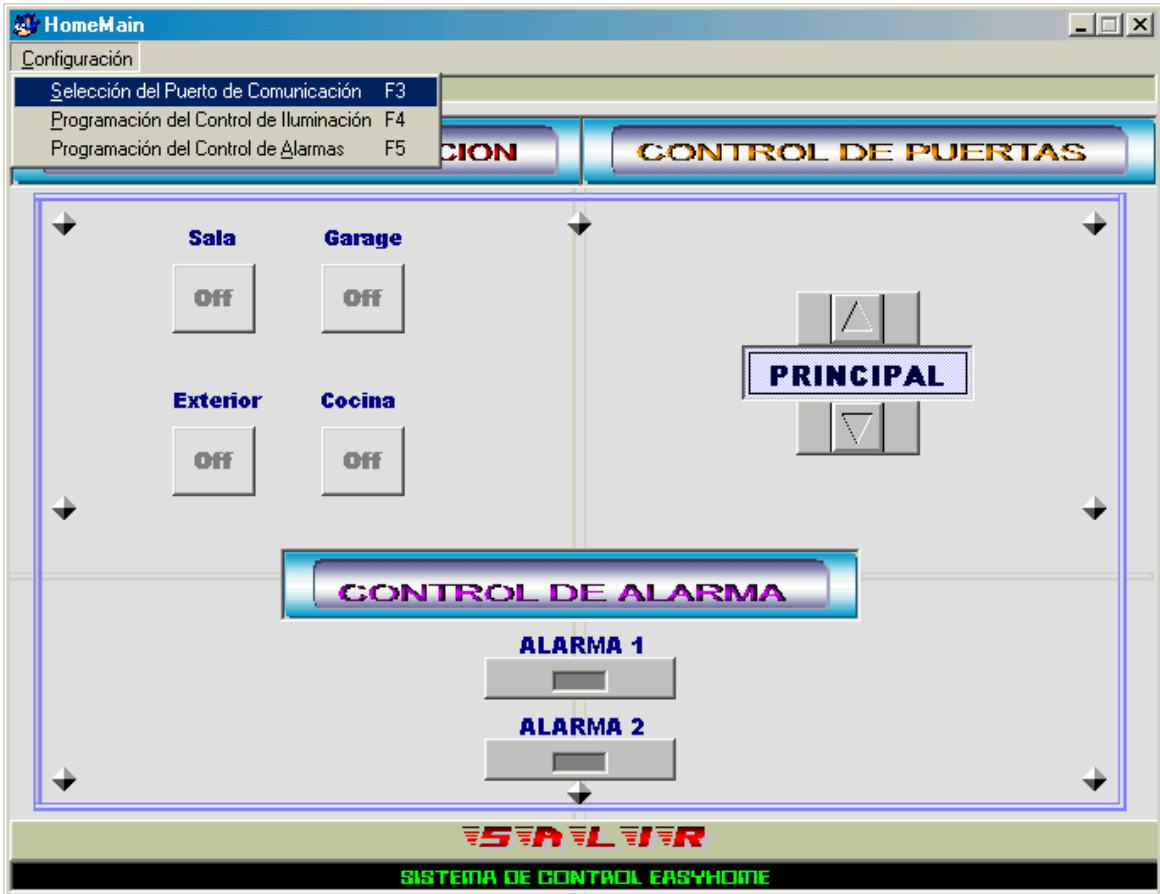 HomeMain
Configuración
Selección del Puerto de Comunicación F3
Programación del Control de Iluminación F4
Programación del Control de Alarmas F5
CION
CONTROL DE PUERTAS
Sala Garage
Off Off
PRINCIPAL
Exterior Cocina
Off Off
CONTROL DE ALARMA
ALARMA 1
ALARMA 2
SALIR
SISTEMA DE CONTROL EASYHOME